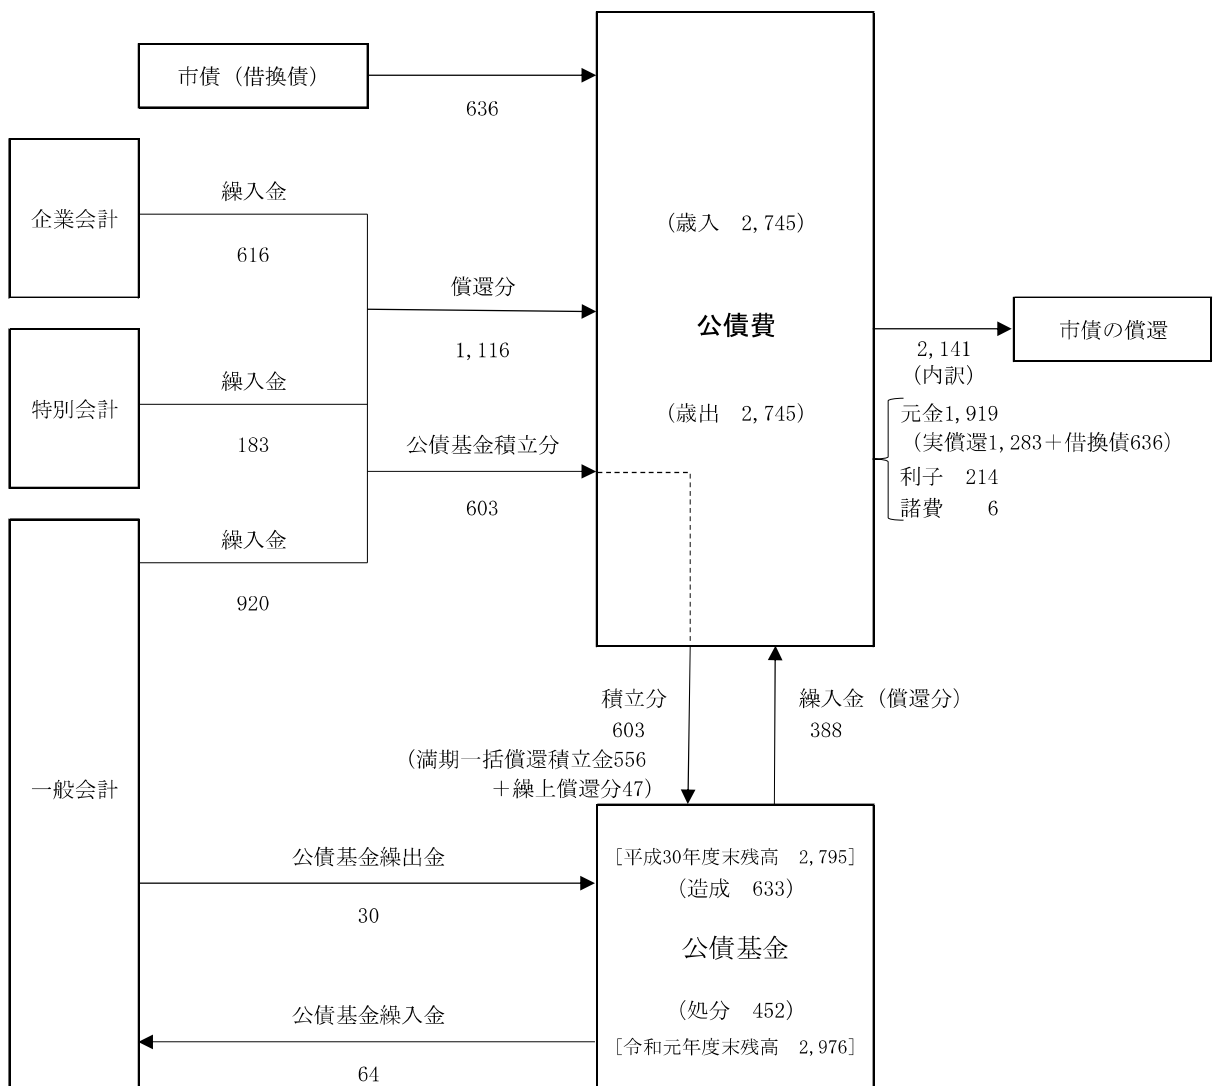 市債（借換債）
636
企業会計
繰入金
616
（歳入　2,745）
償還分
1,116
公債費
2,141
（内訳）
市債の償還
特別会計
繰入金
183
（歳出　2,745）
元金1,919
（実償還1,283＋借換債636）
利子　214
諸費　　6
公債基金積立分
603
繰入金
920
一般会計
積立分
603
（満期一括償還積立金556
＋繰上償還分47）
繰入金（償還分）
388
公債基金繰出金
30
［平成30年度末残高　2,795］
（造成　633）
公債基金
（処分　452）
［令和元年度末残高　2,976］
公債基金繰入金
64